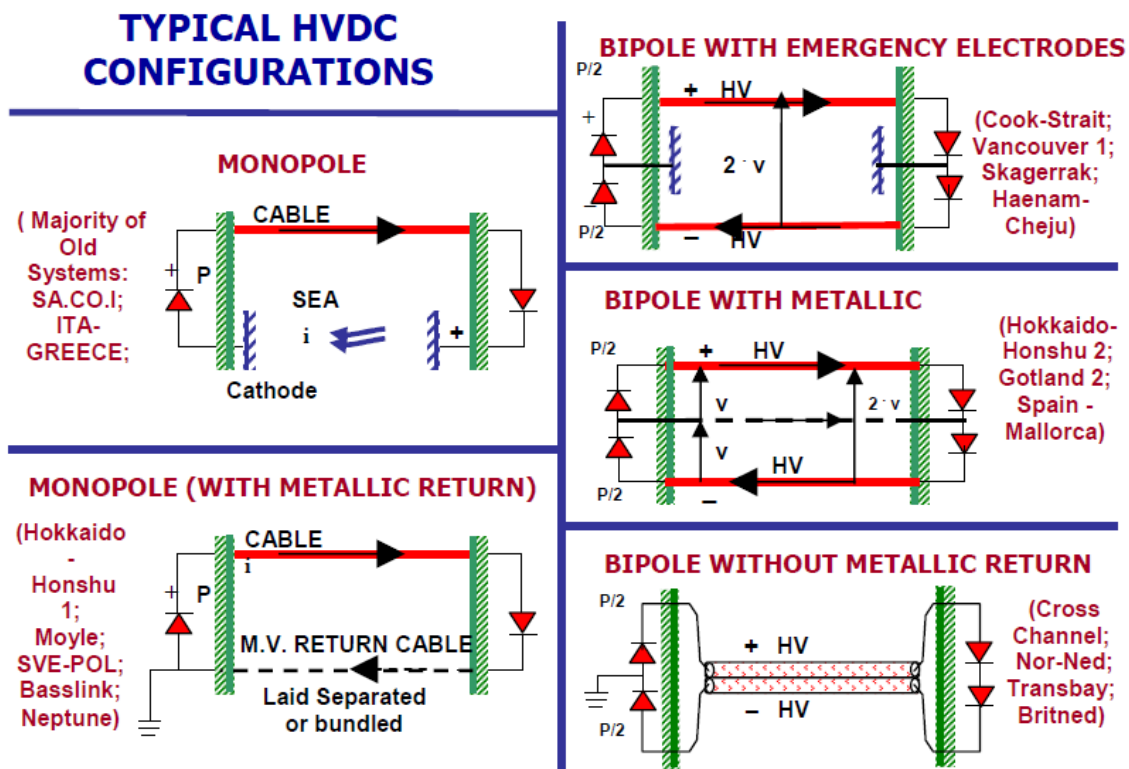 TYPICAL HVDC
CONFIGURATIONS
MONOPOLE
( Majority of
Old
Systems:
SA.CO.I;
ITA-
GREECE;
CABLE
+
P
SEA
i
+
Cathode
MONOPOLE (WITH METALLIC RETURN)
(Hokkaido
-
Honshu
1;
Moyle;
SVE-POL;
Basslink;
Neptune)
CABLE
i
+
P
M.V. RETURN CABLE
Laid Separated
or bundled
BIPOLE WITH EMERGENCY ELECTRODES
P/2
+ HV
+
2 · v
–
P/2
– HV
(Cook-Strait;
Vancouver 1;
Skagerrak;
Haenam-
Cheju)
BIPOLE WITH METALLIC
P/2
+ HV
v
2 · v
v
HV
P/2
–
(Hokkaido-
Honshu 2;
Gotland 2;
Spain -
Mallorca)
BIPOLE WITHOUT METALLIC RETURN
P/2
+ HV
– HV
P/2
(Cross
Channel;
Nor-Ned;
Transbay;
Britned)